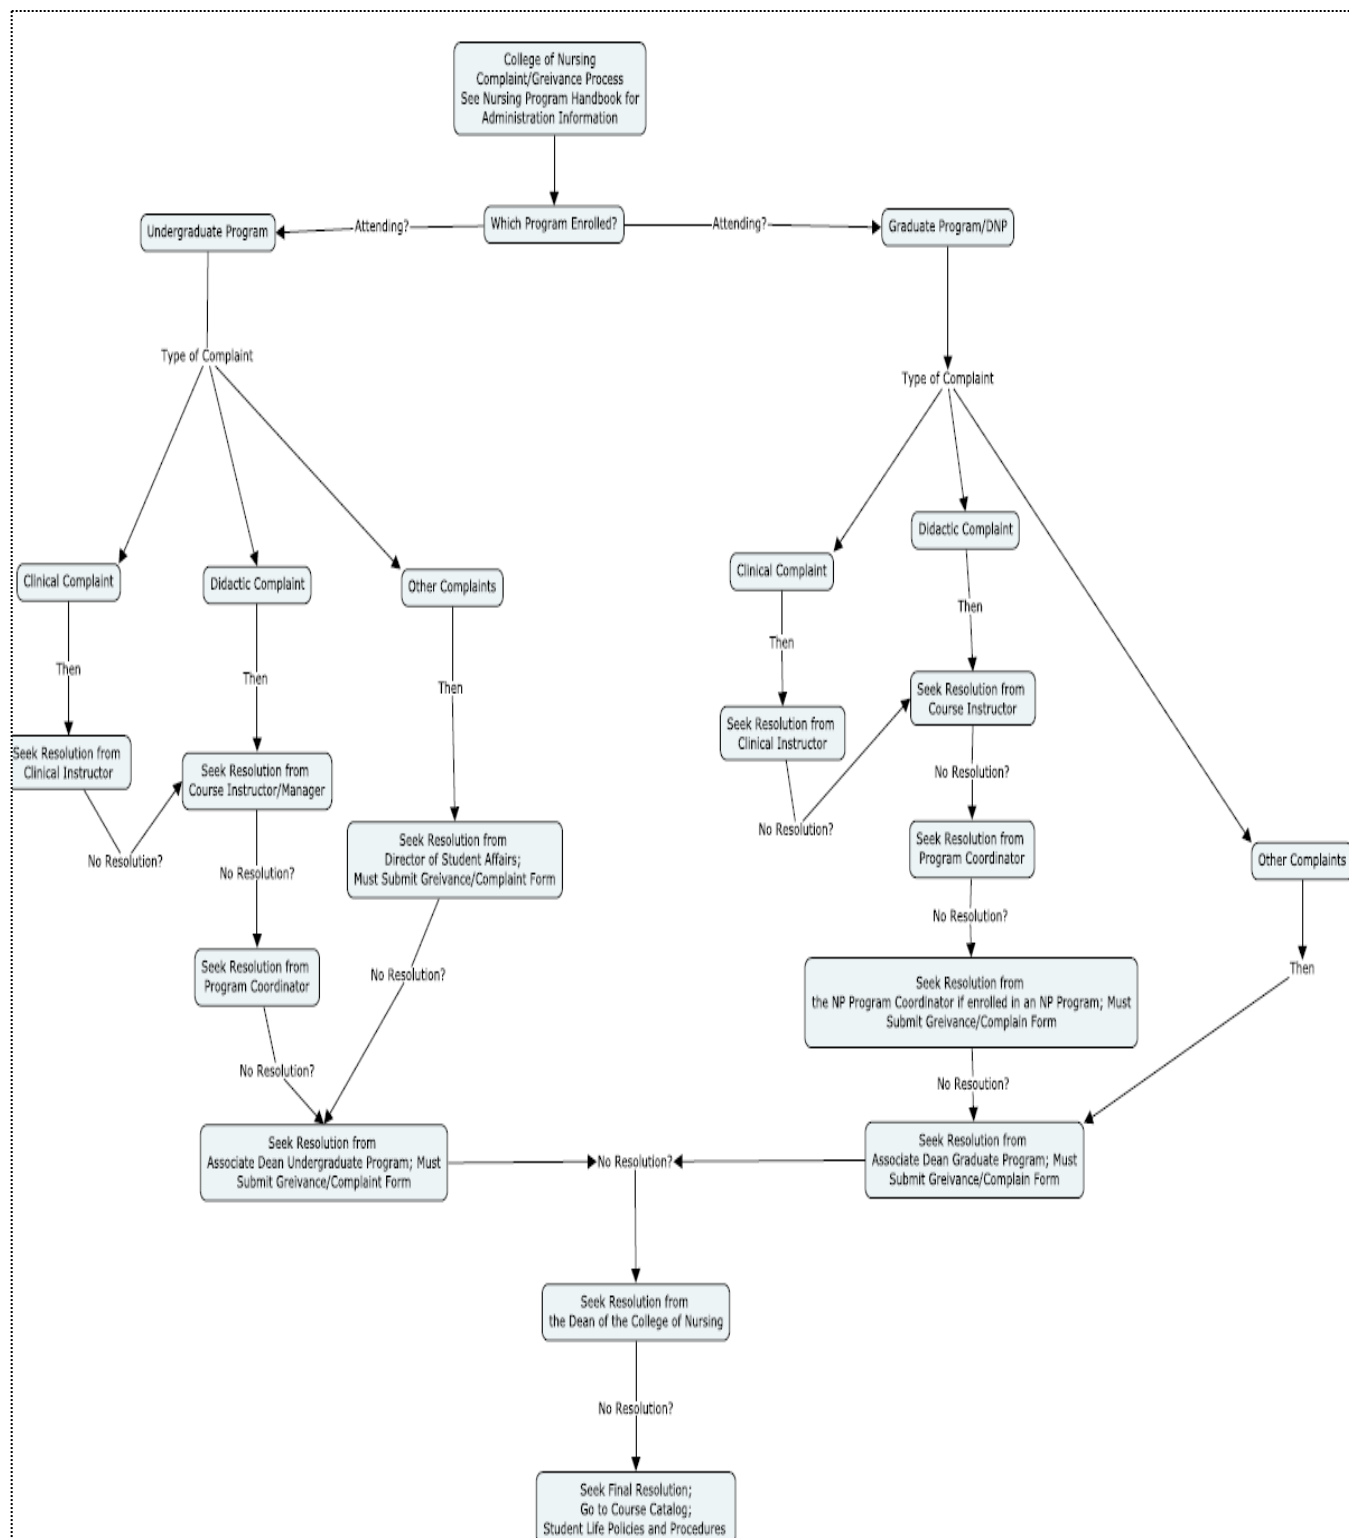 College of Nursing
Complaint/Greivance Process
See Nursing Program Handbook for
Administration Information
Undergraduate Program
Attending?
Which Program Enrolled?
Attending?
Graduate Program/DNP
Type of Complaint
Type of Complaint
Clinical Complaint
Didactic Complaint
Other Complaints
Clinical Complaint
Didactic Complaint
Then
Then
Then
Then
Then
Seek Resolution from
Clinical Instructor
Seek Resolution from
Course Instructor/Manager
Seek Resolution from
Clinical Instructor
Seek Resolution from
Course Instructor
No Resolution?
No Resolution?
Seek Resolution from
Director of Student Affairs;
Must Submit Greivance/Complaint Form
No Resolution?
No Resolution?
Seek Resolution from
Program Coordinator
Other Complaints
Seek Resolution from
Program Coordinator
No Resolution?
No Resolution?
Then
Seek Resolution from
the NP Program Coordinator if enrolled in an NP Program; Must
Submit Greivance/Complain Form
No Resolution?
No Resoution?
Seek Resolution from
Associate Dean Undergraduate Program; Must
Submit Greivance/Complaint Form
No Resolution?
Seek Resolution from
Associate Dean Graduate Program; Must
Submit Greivance/Complain Form
Seek Resolution from
the Dean of the College of Nursing
No Resolution?
Seek Final Resolution;
Go to Course Catalog;
Student Life Policies and Procedures